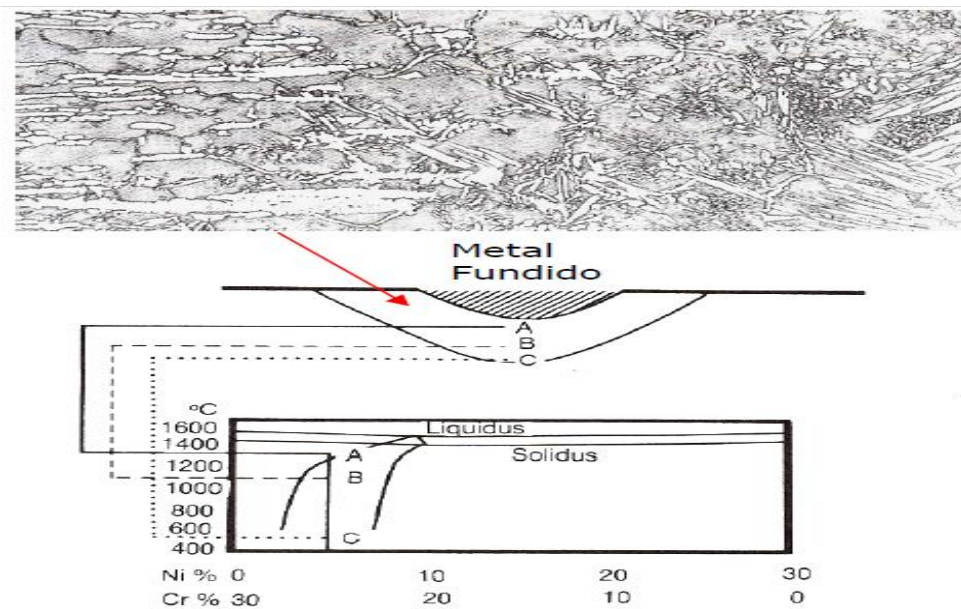 Metal
Fundido
A
B
C
ºC
1600
1400
1200
1000
800
600
400
Liquidus
Solidus
A
B
C
Ni % 0 10 20 30
Cr % 30 20 10 0